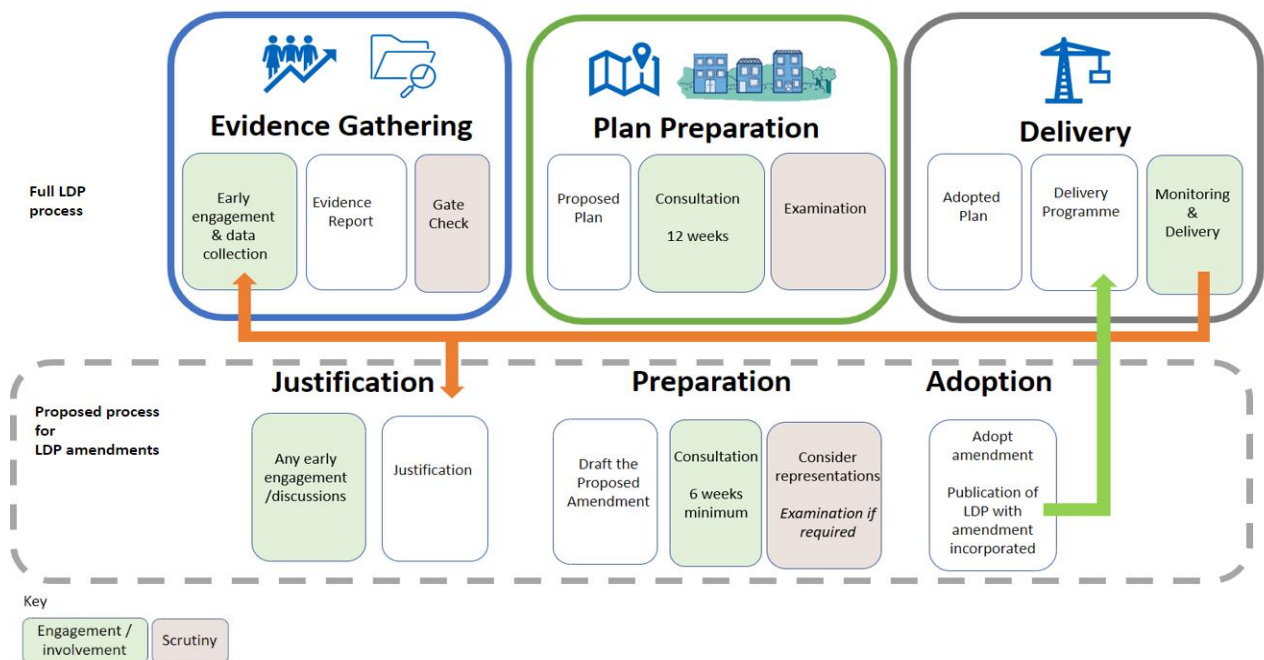 Evidence Gathering
Plan Preparation
Delivery
Full LDP
process
Early
engagement
& data
collection
Evidence
Report
Gate
Check
Proposed
Plan
Consultation
12 weeks
Examination
Adopted
Plan
Delivery
Programme
Monitoring
&
Delivery
Justification
Preparation
Adoption
Proposed process
for
LDP amendments
Any early
engagement
/discussions
Justification
Draft the
Proposed
Amendment
Consultation
6 weeks
minimum
Consider
representations
Examination if
required
Adopt
amendment
Publication of
LDP with
amendment
incorporated
Key
Engagement /
involvement
Scrutiny